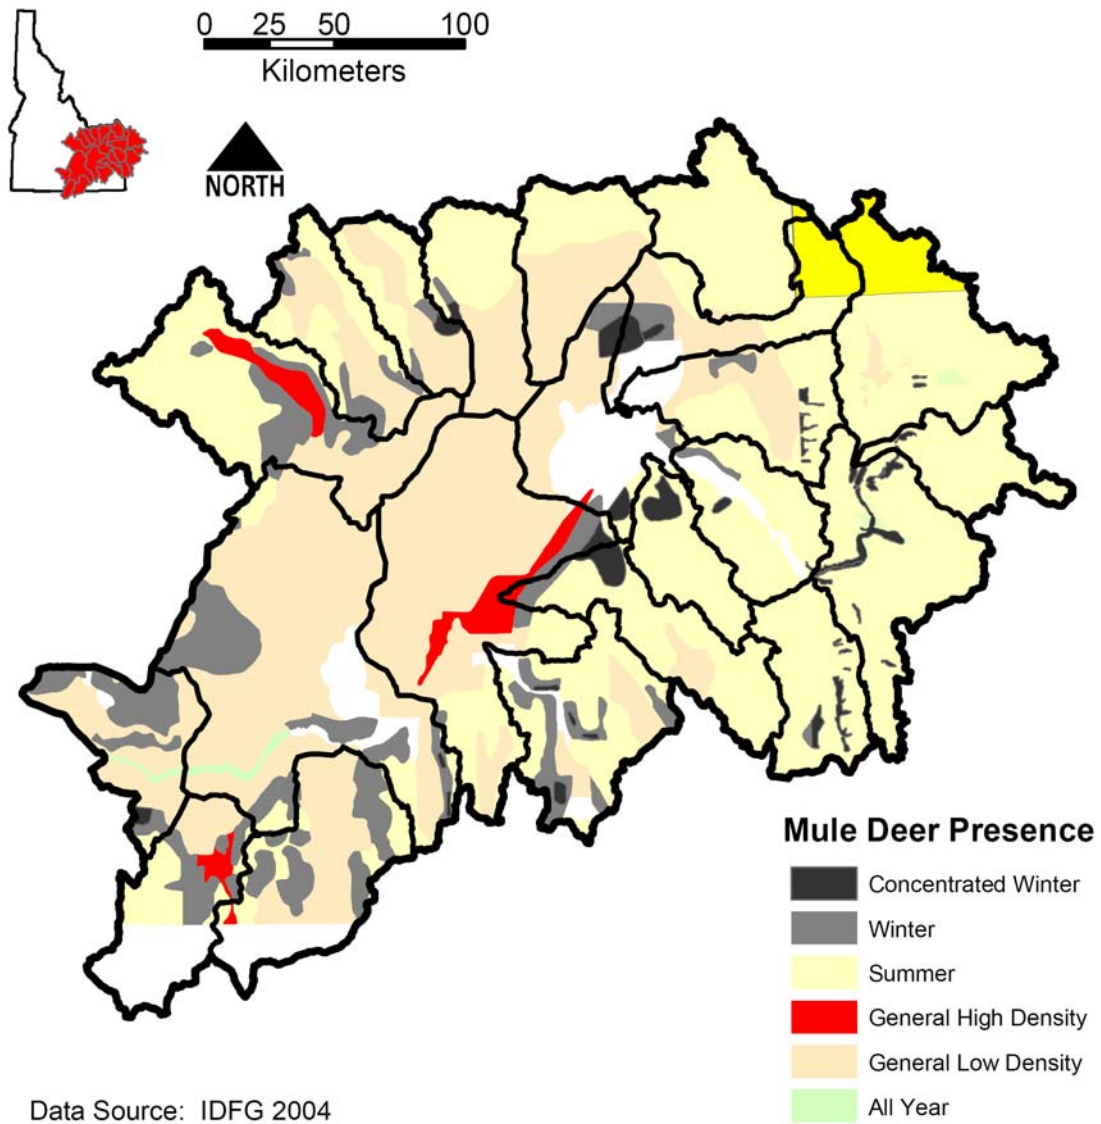 0 25 50 100
Kilometers
NORTH
Mule Deer Presence
Concentrated Winter
Winter
Summer
General High Density
General Low Density
All Year
Data Source: IDFG 2004